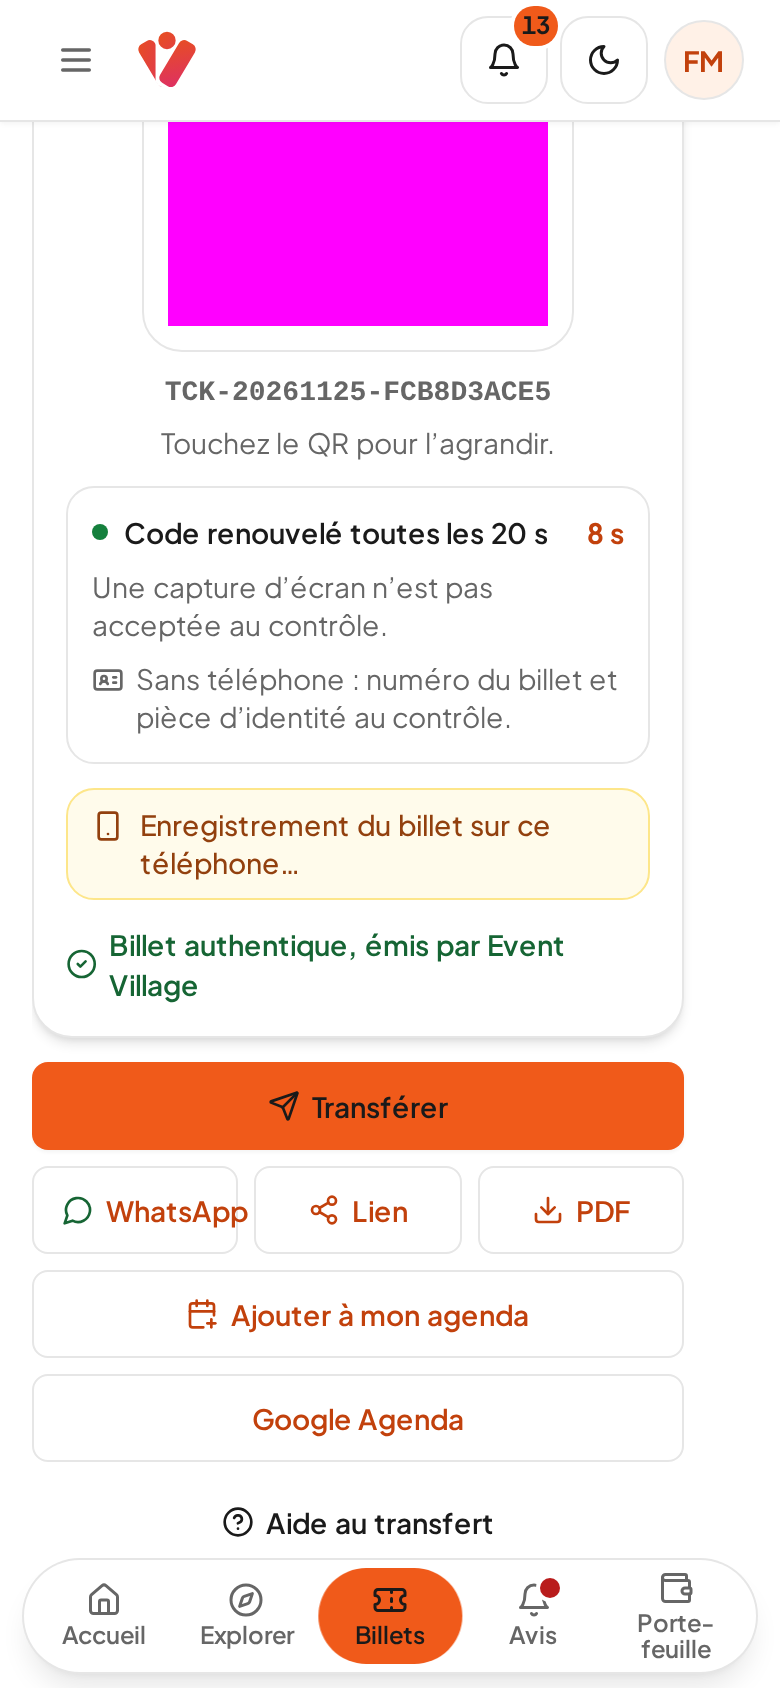 13
FM
TCK-20261125-FCB8D3ACE5
Touchez le QR pour l’agrandir.
Code renouvelé toutes les 20 s 8 s
Une capture d’écran n’est pas
acceptée au contrôle.
Sans téléphone : numéro du billet et
pièce d’identité au contrôle.
Enregistrement du billet sur ce
téléphone…
Billet authentique, émis par Event
Village
Transférer
WhatsApp Lien PDF
Ajouter à mon agenda
Google Agenda
Aide au transfert
Accueil Explorer Billets Avis Porte-
feuille